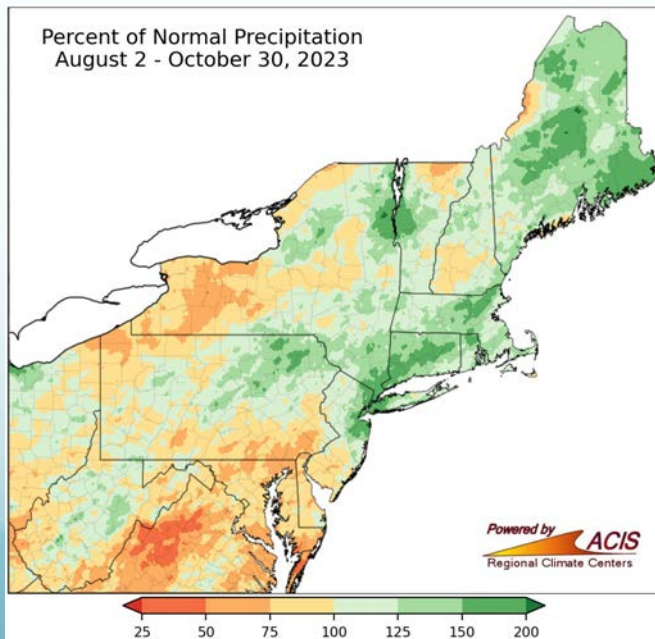 Percent of Normal Precipitation
August 2 - October 30, 2023
Powered by
ACIS
Regional Climate Centers
25 50 75 100 125 150 200